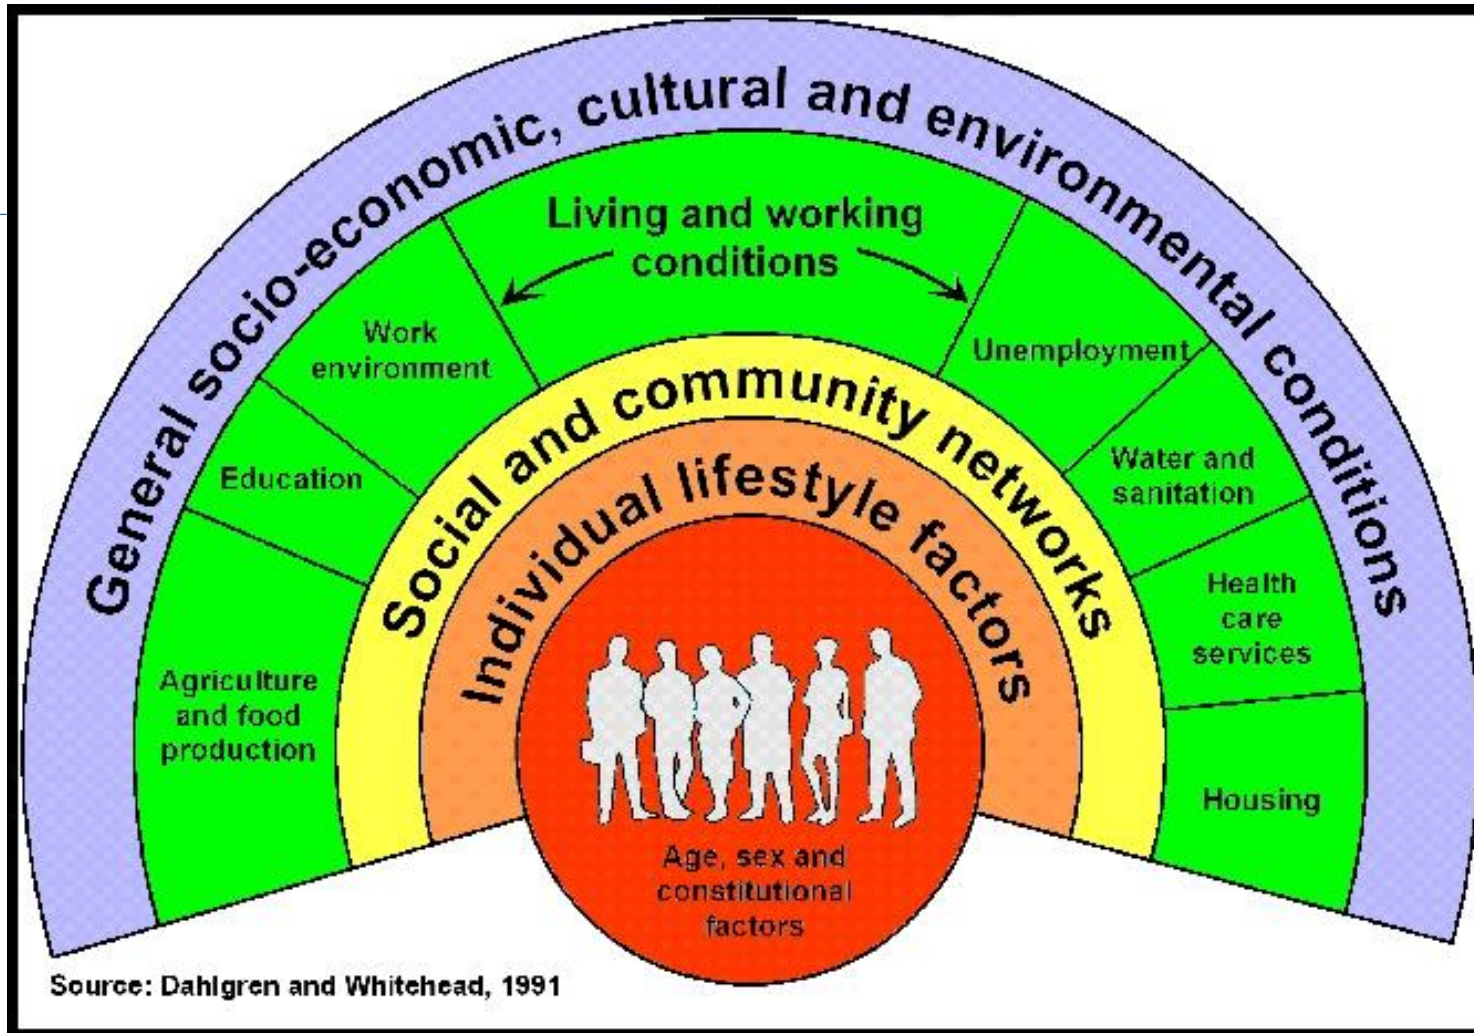 General socio-economic, cultural and environmental conditions
Living and working
conditions
Work
environment
Unemployment
Education
Water and
sanitation
Agriculture
and food
production
Health
care
services
Housing
Social and community networks
Individual lifestyle factors
Age, sex and
constitutional
factors
Source: Dahlgren and Whitehead, 1991